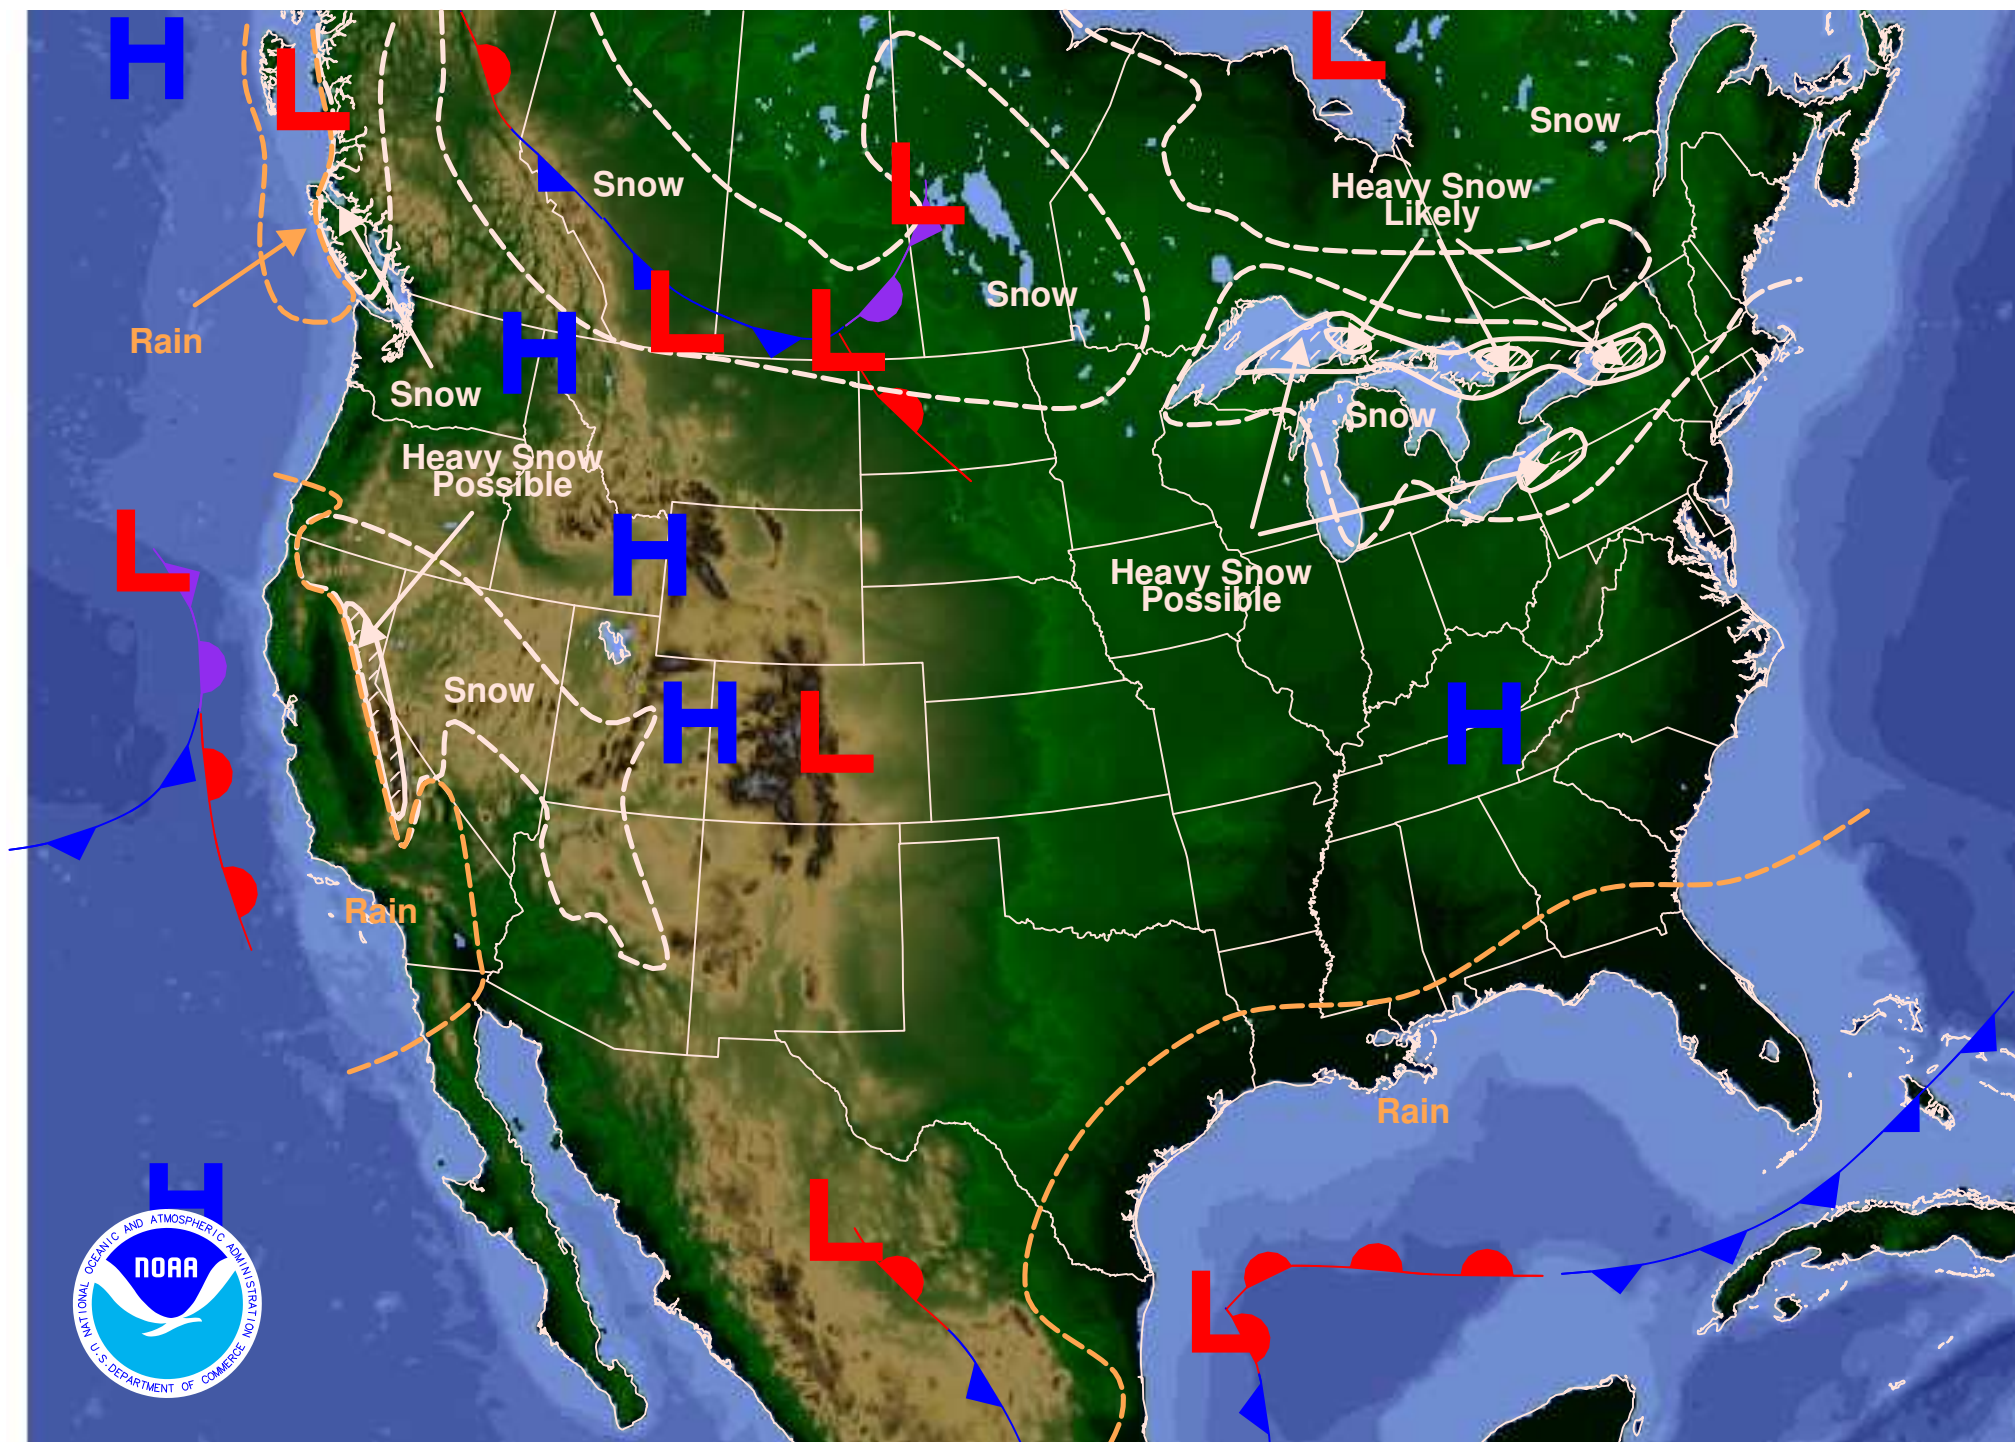 H
L
L
Snow
Snow
L
Heavy Snow
Likely
Snow
L
L
H
Rain
Snow
Snow
Heavy Snow
Possible
L
H
Heavy Snow
Possible
Snow
H
L
H
Rain
Rain
H
L
L
NATIONAL OCEANIC AND ATMOSPHERIC ADMINISTRATION
NOAA
U.S. DEPARTMENT OF COMMERCE